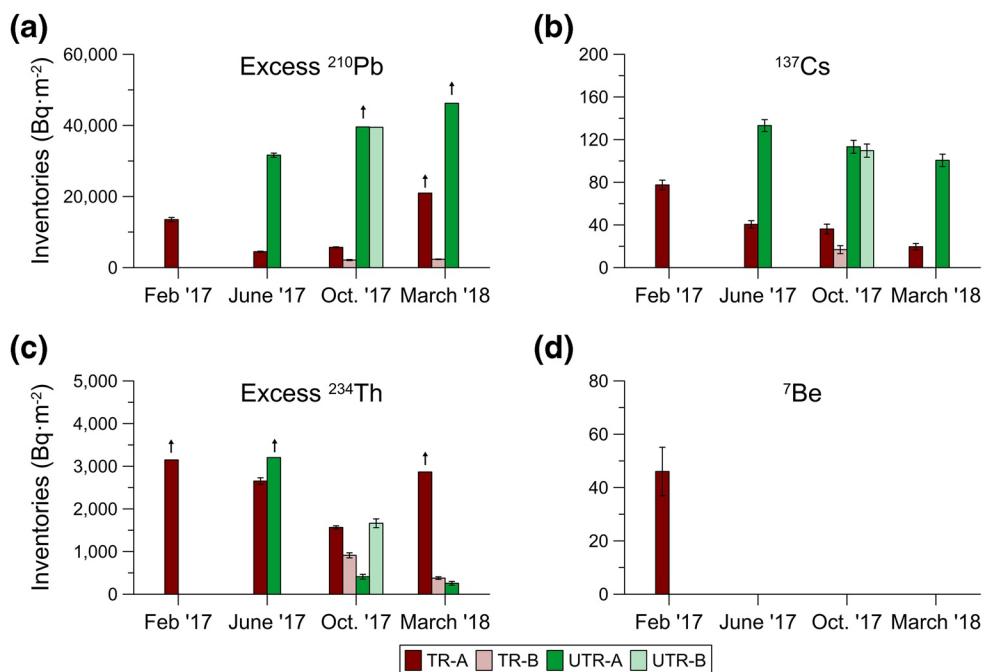 (a)
Excess ²¹⁰Pb
Inventories (Bq·m⁻²)
60,000
40,000
20,000
0
Feb '17 June '17 Oct. '17 March '18
(b)
¹³⁷Cs
200
160
120
80
40
0
Feb '17 June '17 Oct. '17 March '18
(c)
Excess ²³⁴Th
Inventories (Bq·m⁻²)
5,000
4,000
3,000
2,000
1,000
0
Feb '17 June '17 Oct. '17 March '18
(d)
⁷Be
80
60
40
20
0
Feb '17 June '17 Oct. '17 March '18
TR-A TR-B UTR-A UTR-B